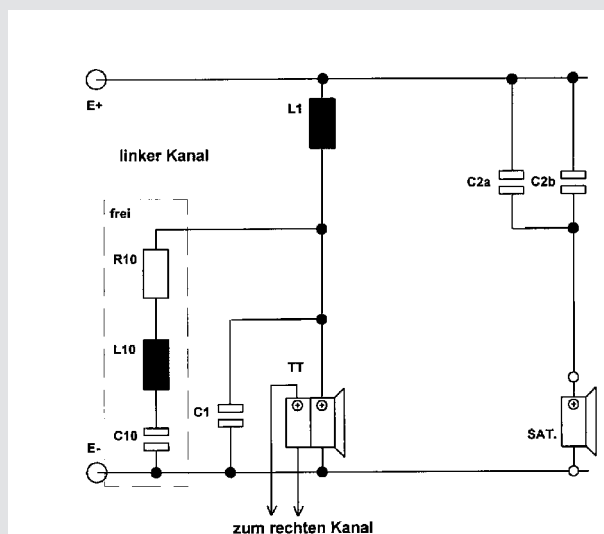 E+
L1
linker Kanal
C2a
C2b
frei
R10
L10
TT
C1
C10
SAT.
E-
zum rechten Kanal